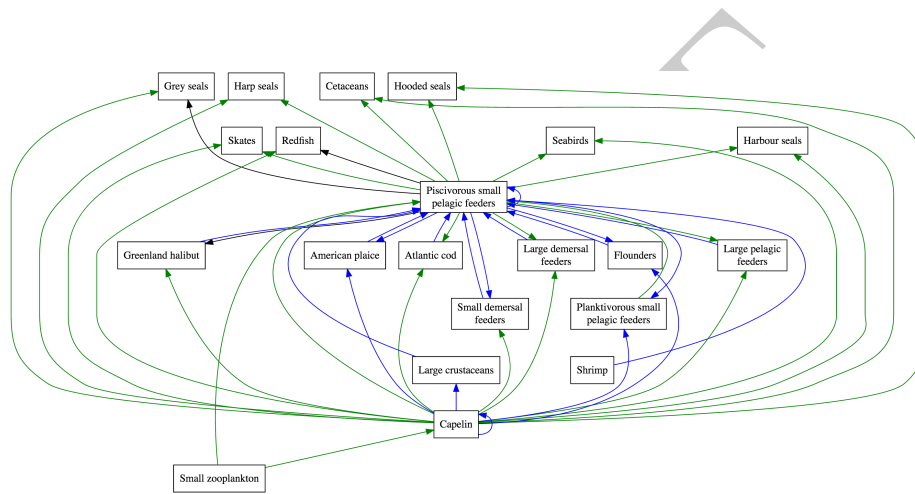 Grey seals
Harp seals
Cetaceans
Hooded seals
Skates
Redfish
Seabirds
Harbour seals
Piscivorous small
pelagic feeders
Greenland halibut
American plaice
Atlantic cod
Large demersal
feeders
Flounders
Large pelagic
feeders
Small demersal
feeders
Planktivorous small
pelagic feeders
Large crustaceans
Shrimp
Capelin
Small zooplankton